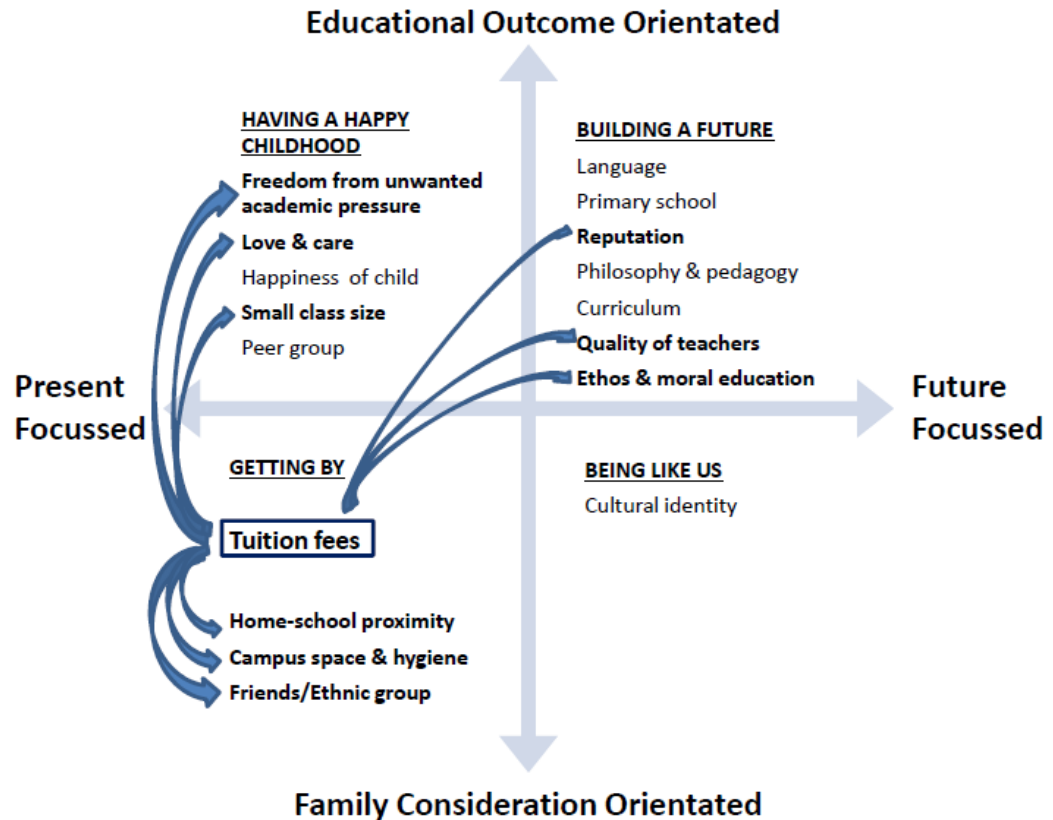 Educational Outcome Orientated
HAVING A HAPPY
CHILDHOOD
Freedom from unwanted
academic pressure
Love & care
Happiness of child
Small class size
Peer group
BUILDING A FUTURE
Language
Primary school
Reputation
Philosophy & pedagogy
Curriculum
Quality of teachers
Ethos & moral education
Present
Focussed
Future
Focussed
GETTING BY
Tuition fees
Home-school proximity
Campus space & hygiene
Friends/Ethnic group
BEING LIKE US
Cultural identity
Family Consideration Orientated